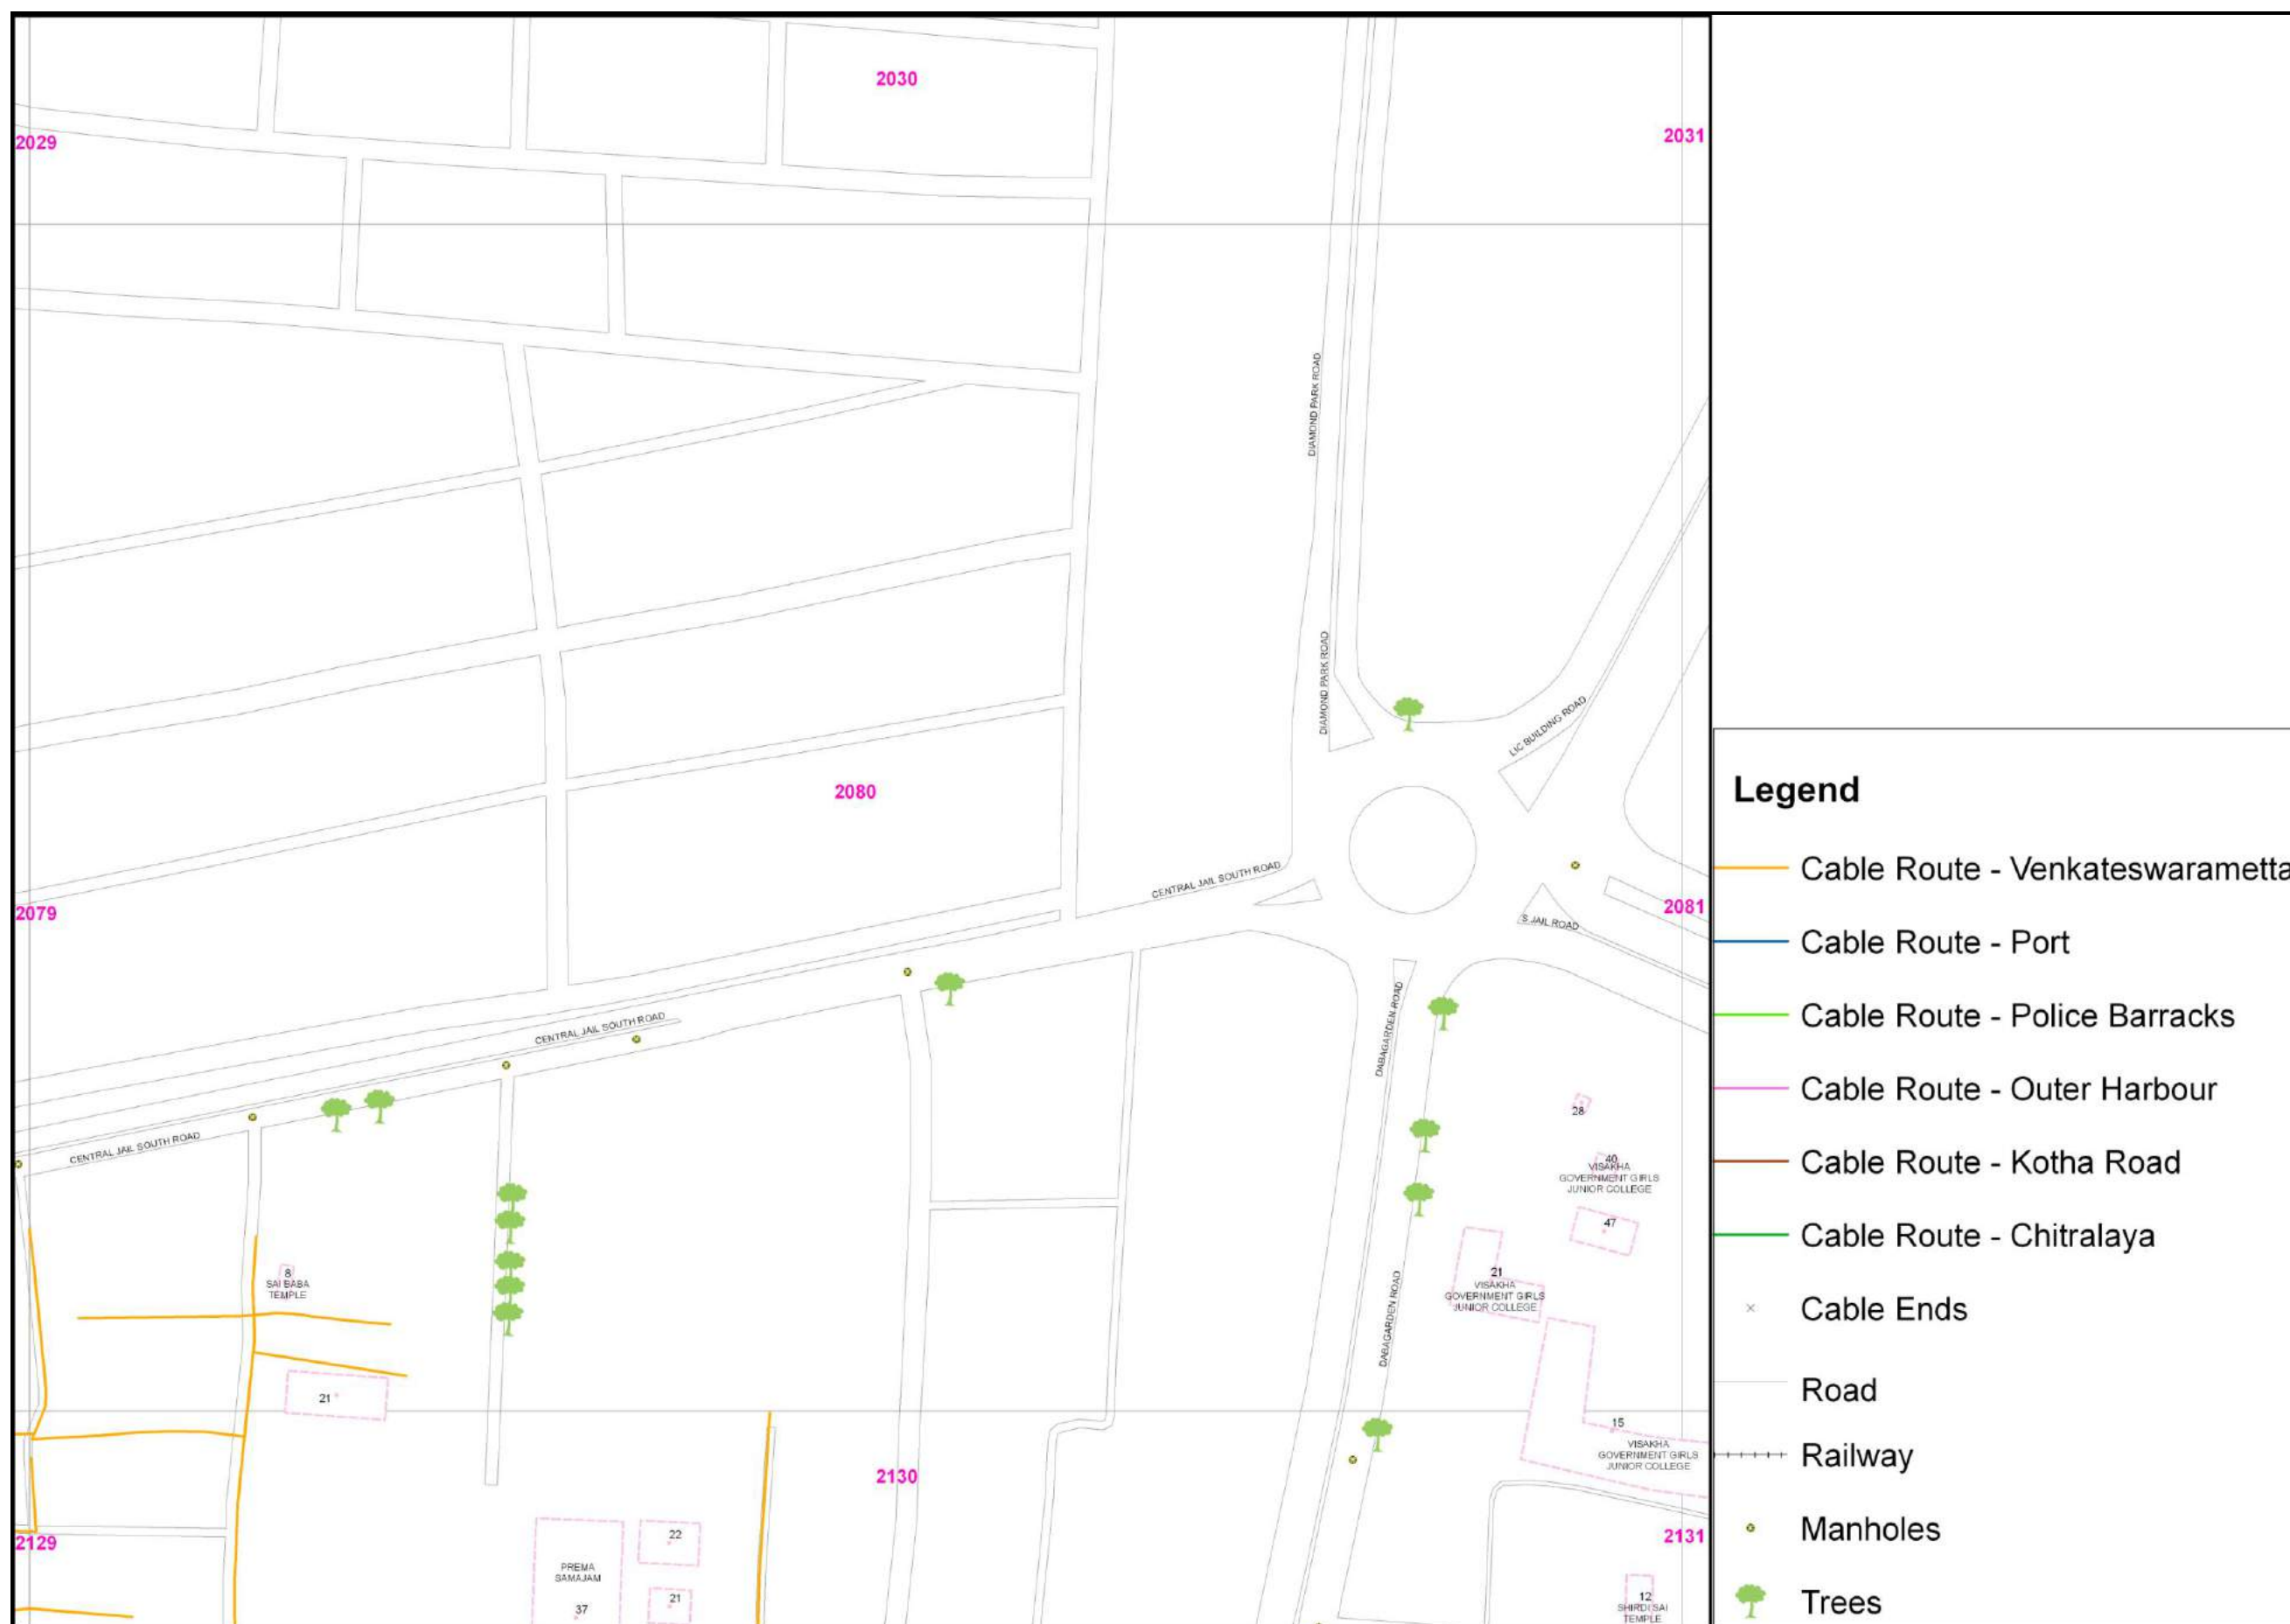 2030
2029
2031
DIAMOND PARK ROAD
DIAMOND PARK ROAD
LIC BUILDING ROAD
2080
CENTRAL JAIL SOUTH ROAD
2079
2081
S JAIL ROAD
CENTRAL JAIL SOUTH ROAD
DABAGARDEN ROAD
CENTRAL JAIL SOUTH ROAD
28
40
VISAKHA
GOVERNMENT GIRLS
JUNIOR COLLEGE
47
8
SAI BABA
TEMPLE
21
VISAKHA
GOVERNMENT GIRLS
JUNIOR COLLEGE
DABAGARDEN ROAD
21
15
VISAKHA
GOVERNMENT GIRLS
JUNIOR COLLEGE
2130
2129
2131
22
PREMA
SAMAJAM
37
21
12
SHIRDI SAI
TEMPLE
Legend
Cable Route - Venkateswarametta
Cable Route - Port
Cable Route - Police Barracks
Cable Route - Outer Harbour
Cable Route - Kotha Road
Cable Route - Chitralaya
Cable Ends
Road
Railway
Manholes
Trees